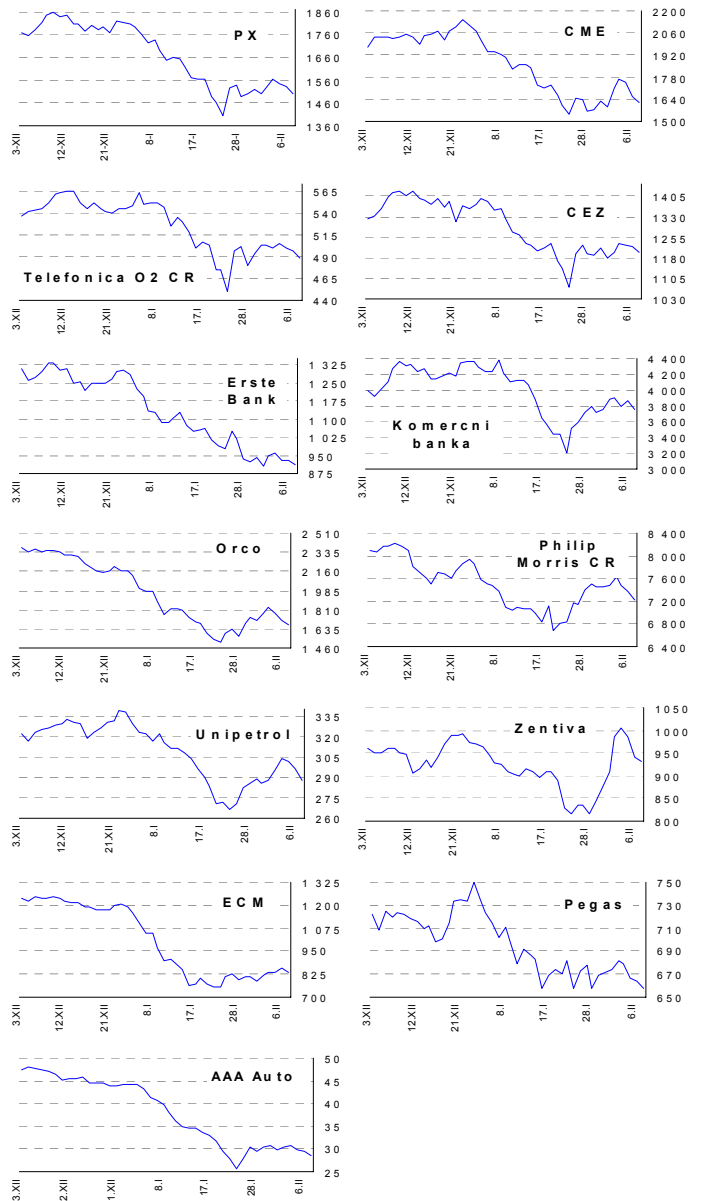 PX
1860
1760
1660
1560
1460
1360
3-XII 12-XII 21-XII 8-I 17-I 28-I 6-II
CME
2200
2060
1920
1780
1640
1500
3.XII 12.XII 21.XII 8.I 17.I 28.I 6.II
Telefonica O2 CR
565
540
515
490
465
440
3.XII 12.XII 21.XII 8.I 17.I 28.I 6.II
CEZ
1405
1330
1255
1180
1105
1030
3.XII 12.XII 21.XII 8.I 17.I 28.I 6.II
Erste
Bank
1 325
1 250
1 175
1 100
1 025
950
875
3.XII 12.XII 21.XII 8.I 17.I 28.I 6.II
Komercni
banka
4 400
4 200
4 000
3 800
3 600
3 400
3 200
3 000
3.XII 12.XII 21.XII 8.I 17.I 28.I 6.II
Orco
2 510
2 335
2 160
1 985
1 810
1 635
1 460
3.XII 12.XII 21.XII 8.I 17.I 28.I 6.II
Philip
Morris CR
8 400
8 000
7 600
7 200
6 800
6 400
3.XII 12.XII 21.XII 8.I 17.I 28.I 6.II
Unipetrol
335
320
305
290
275
260
3.XII 12.XII 21.XII 8.I 17.I 28.I 6.II
Zentiva
1050
1000
950
900
850
800
3.XII 12.XII 21.XII 8.I 17.I 28.I 6.II
ECM
1 325
1 200
1 075
950
825
700
3.XII 12.XII 21.XII 8.I 17.I 28.I 6.II
Pegas
750
730
710
690
670
650
3.XII 12.XII 21.XII 8.I 17.I 28.I 6.II
AAA Auto
50
45
40
35
30
25
3.XII 2.XII 1.XII 8.I 17.I 28.I 6.II